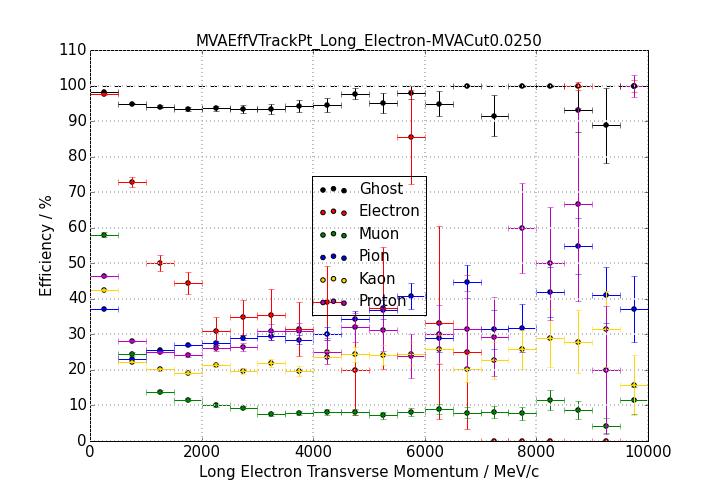 MVAEffVTrackPt_Long_Electron-MVACut0.0250
110
100
90
80
70
60
50
40
30
20
10
0
Efficiency / %
Ghost
Electron
Muon
Pion
Kaon
Proton
0 2000 4000 6000 8000 10000
Long Electron Transverse Momentum / MeV/c